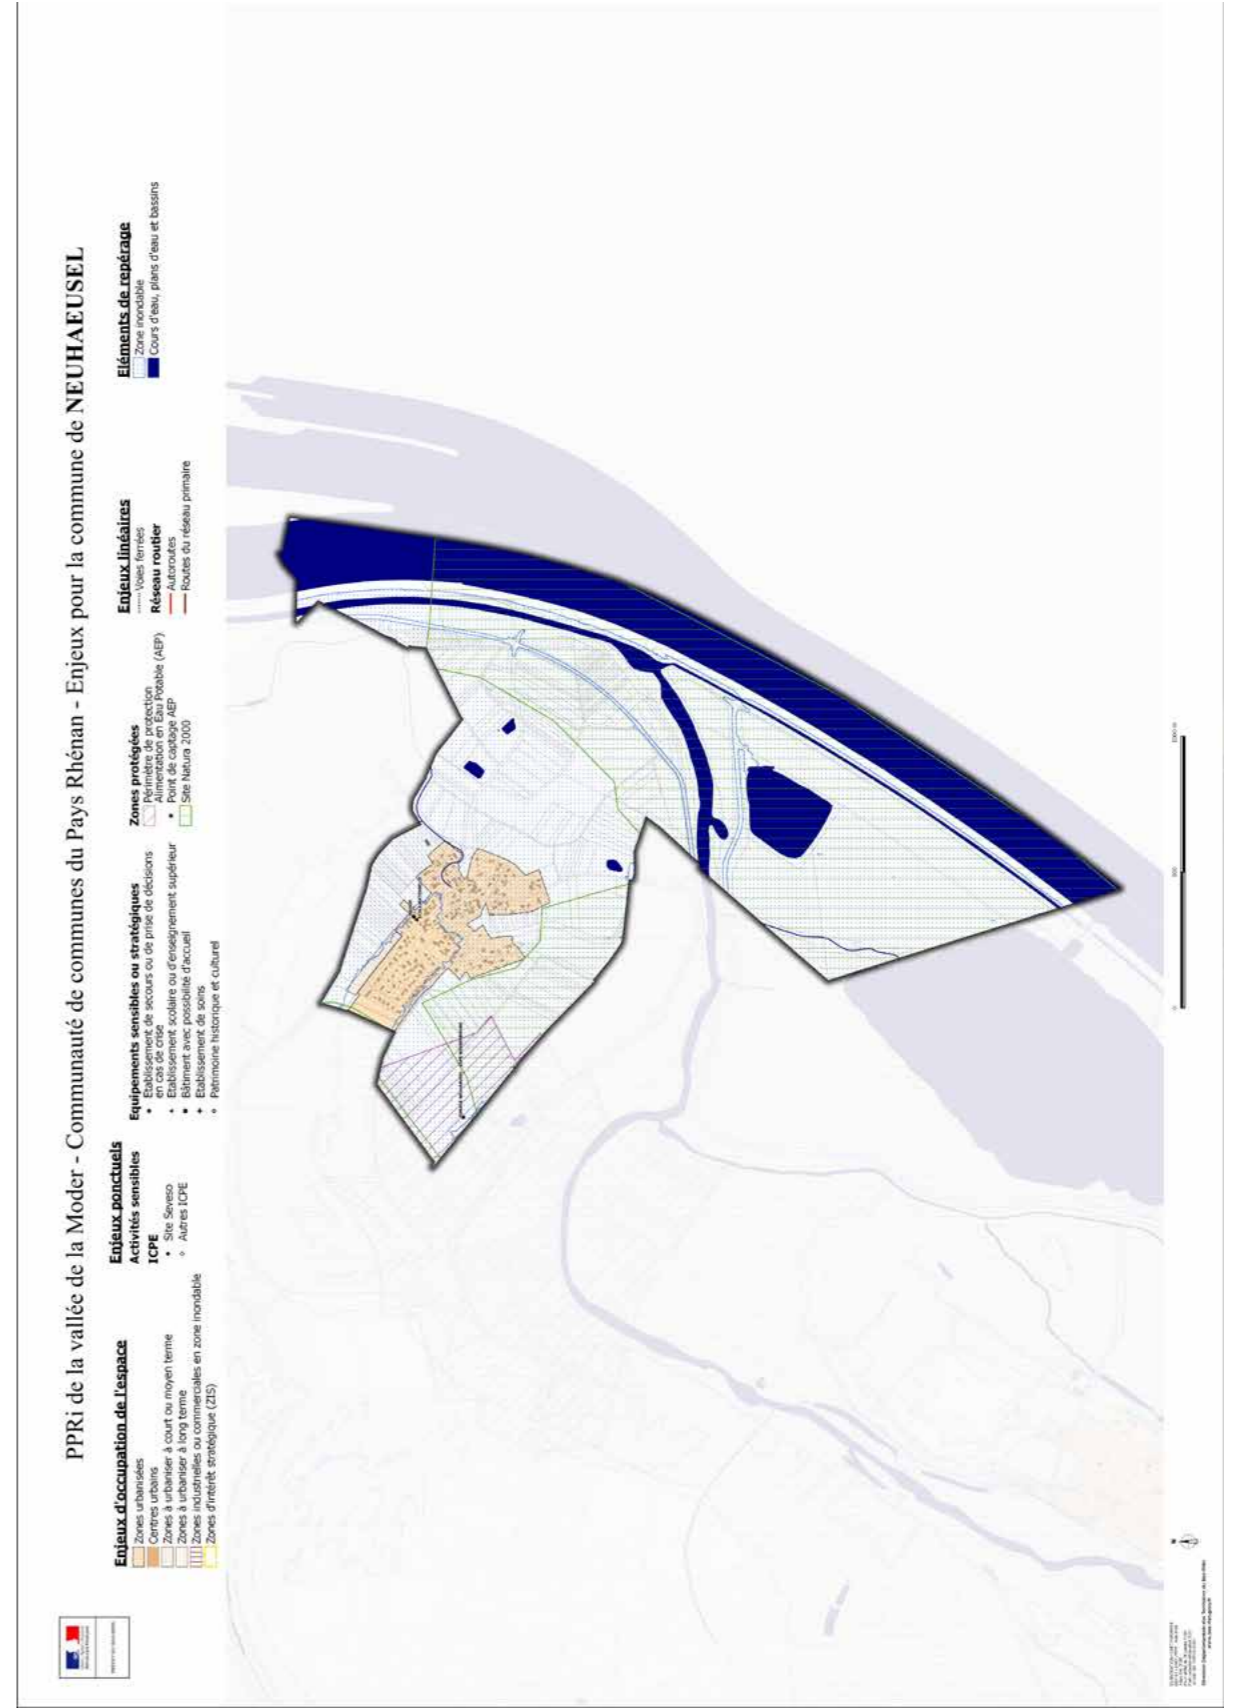 PPRi de la vallée de la Moder - Communauté de communes du Pays Rhénan - Enjeux pour la commune de NEUHAEUSEL
Enjeux d'occupation de l'espace
Zones urbanisées
Centres urbains
Zones à urbaniser à court ou moyen terme
Zones à urbaniser à long terme
Zones industrielles ou commerciales en zone inondable
Zones d'intérêt stratégique (ZIS)
Enjeux ponctuels
Activités sensibles
ICPE
Site Seveso
Autres ICPE
Equipements sensibles ou stratégiques
Etablissement de secours ou de prise de décisions
en cas de crise
Etablissement scolaire ou d'enseignement supérieur
Bâtiment avec possibilité d'accueil
Etablissement de soins
Patrimoine historique et culturel
Zones protégées
Périmètre de protection
Alimentation en Eau Potable (AEP)
Point de captage AEP
Site Natura 2000
Enjeux linéaires
Voies ferrées
Réseau routier
Autoroutes
Routes du réseau primaire
Eléments de repérage
Zone inondable
Cours d'eau, plans d'eau et bassins
0
500
N